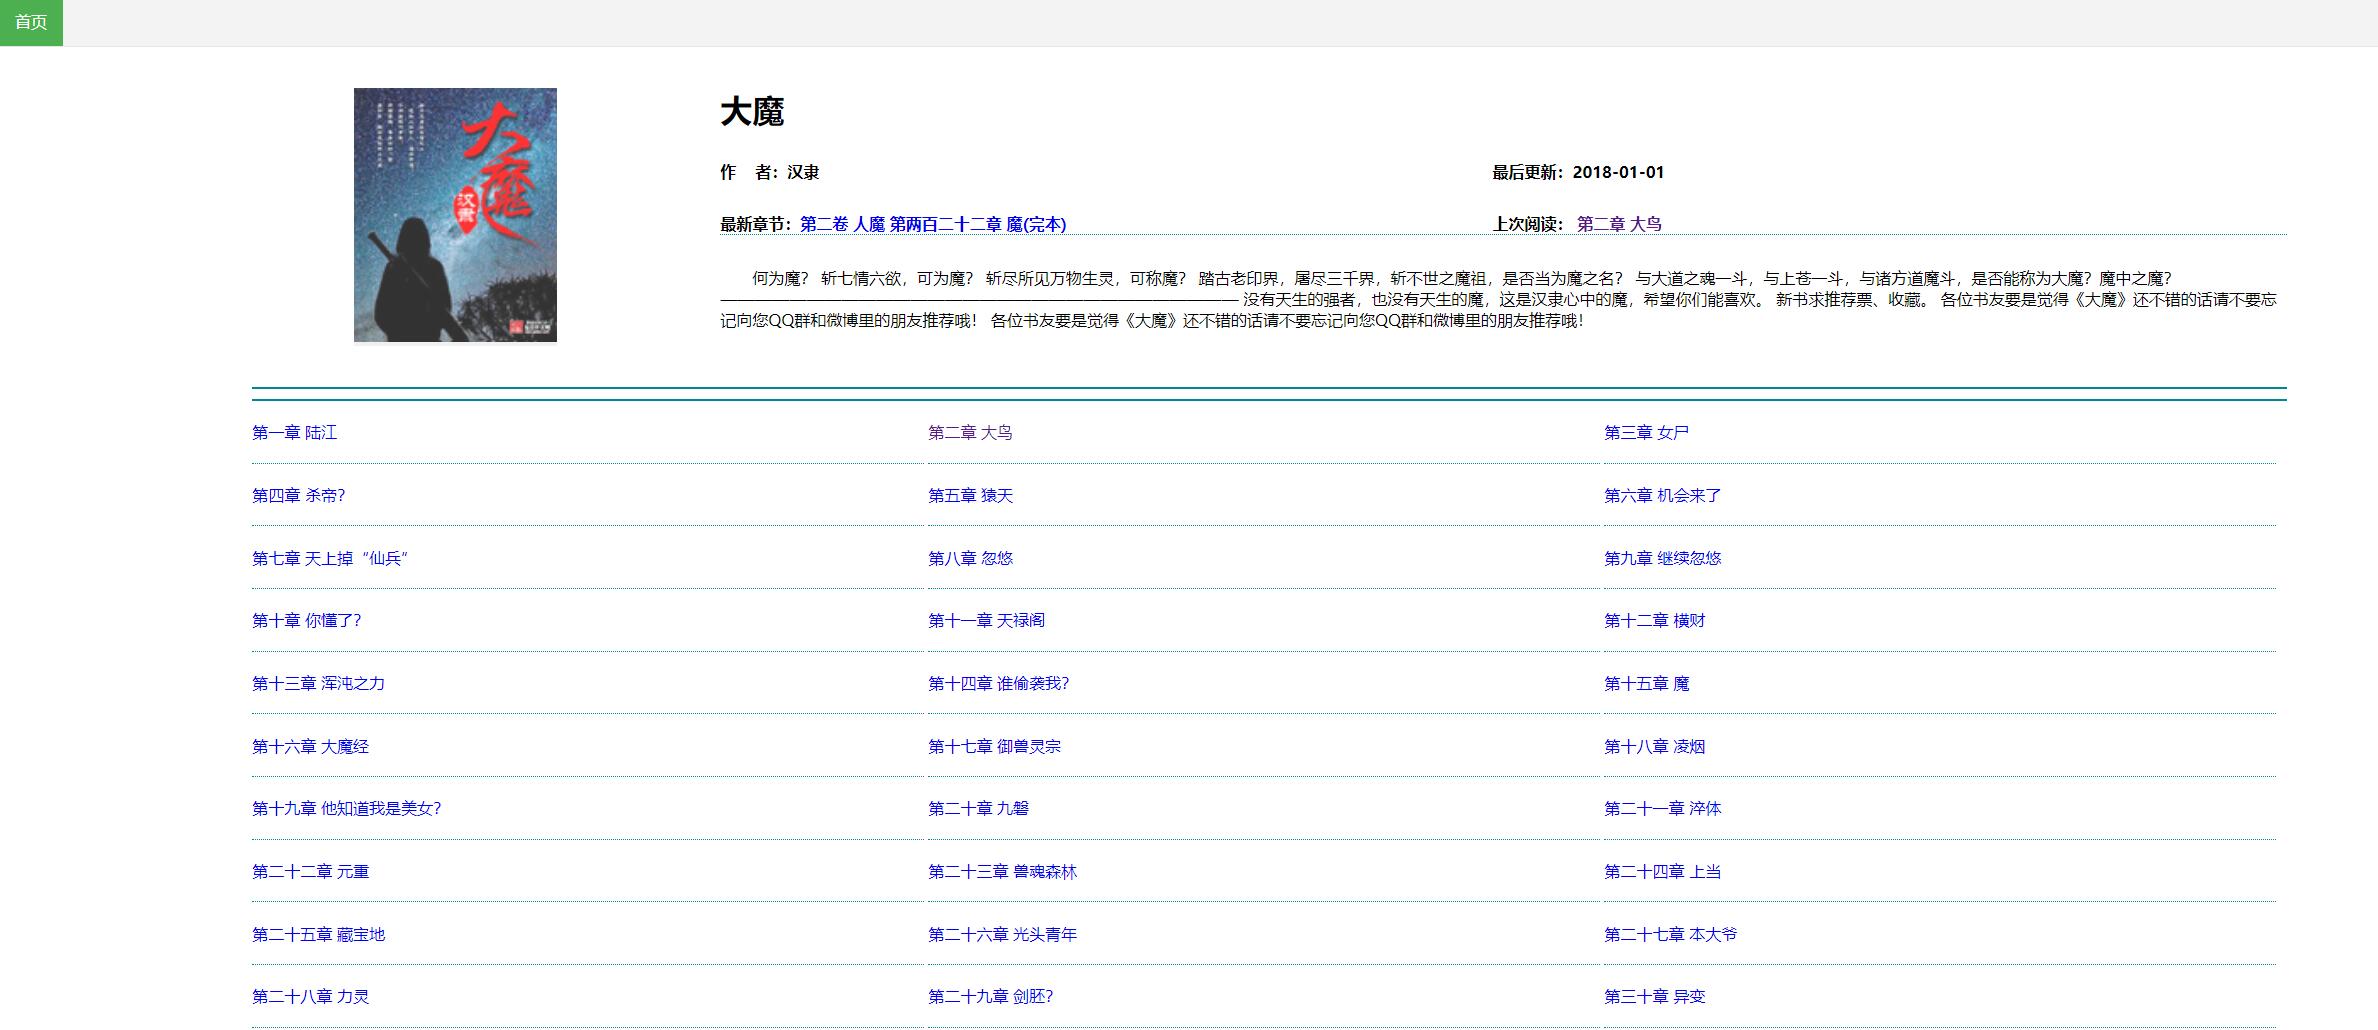 首页
大魔
汉隶
大魔
作 者：汉隶
最后更新：2018-01-01
最新章节：第二卷 人魔 第两百二十二章 魔(完本)
上次阅读： 第二章 大鸟
何为魔？ 斩七情六欲，可为魔？ 斩尽所见万物生灵，可称魔？ 踏古老印界，屠尽三千界，斩不世之魔祖，是否当为魔之名？ 与大道之魂一斗，与上苍一斗，与诸方道魔斗，是否能称为大魔？魔中之魔？
———————————————————————————————— 没有天生的强者，也没有天生的魔，这是汉隶心中的魔，希望你们能喜欢。 新书求推荐票、收藏。 各位书友要是觉得《大魔》还不错的话请不要忘
记向您QQ群和微博里的朋友推荐哦！ 各位书友要是觉得《大魔》还不错的话请不要忘记向您QQ群和微博里的朋友推荐哦！
第一章 陆江
第二章 大鸟
第三章 女尸
第四章 杀帝？
第五章 猿天
第六章 机会来了
第七章 天上掉“仙兵”
第八章 忽悠
第九章 继续忽悠
第十章 你懂了？
第十一章 天禄阁
第十二章 横财
第十三章 浑沌之力
第十四章 谁偷袭我？
第十五章 魔
第十六章 大魔经
第十七章 御兽灵宗
第十八章 凌烟
第十九章 他知道我是美女？
第二十章 九磐
第二十一章 淬体
第二十二章 元重
第二十三章 兽魂森林
第二十四章 上当
第二十五章 藏宝地
第二十六章 光头青年
第二十七章 本大爷
第二十八章 力灵
第二十九章 剑胚？
第三十章 异变